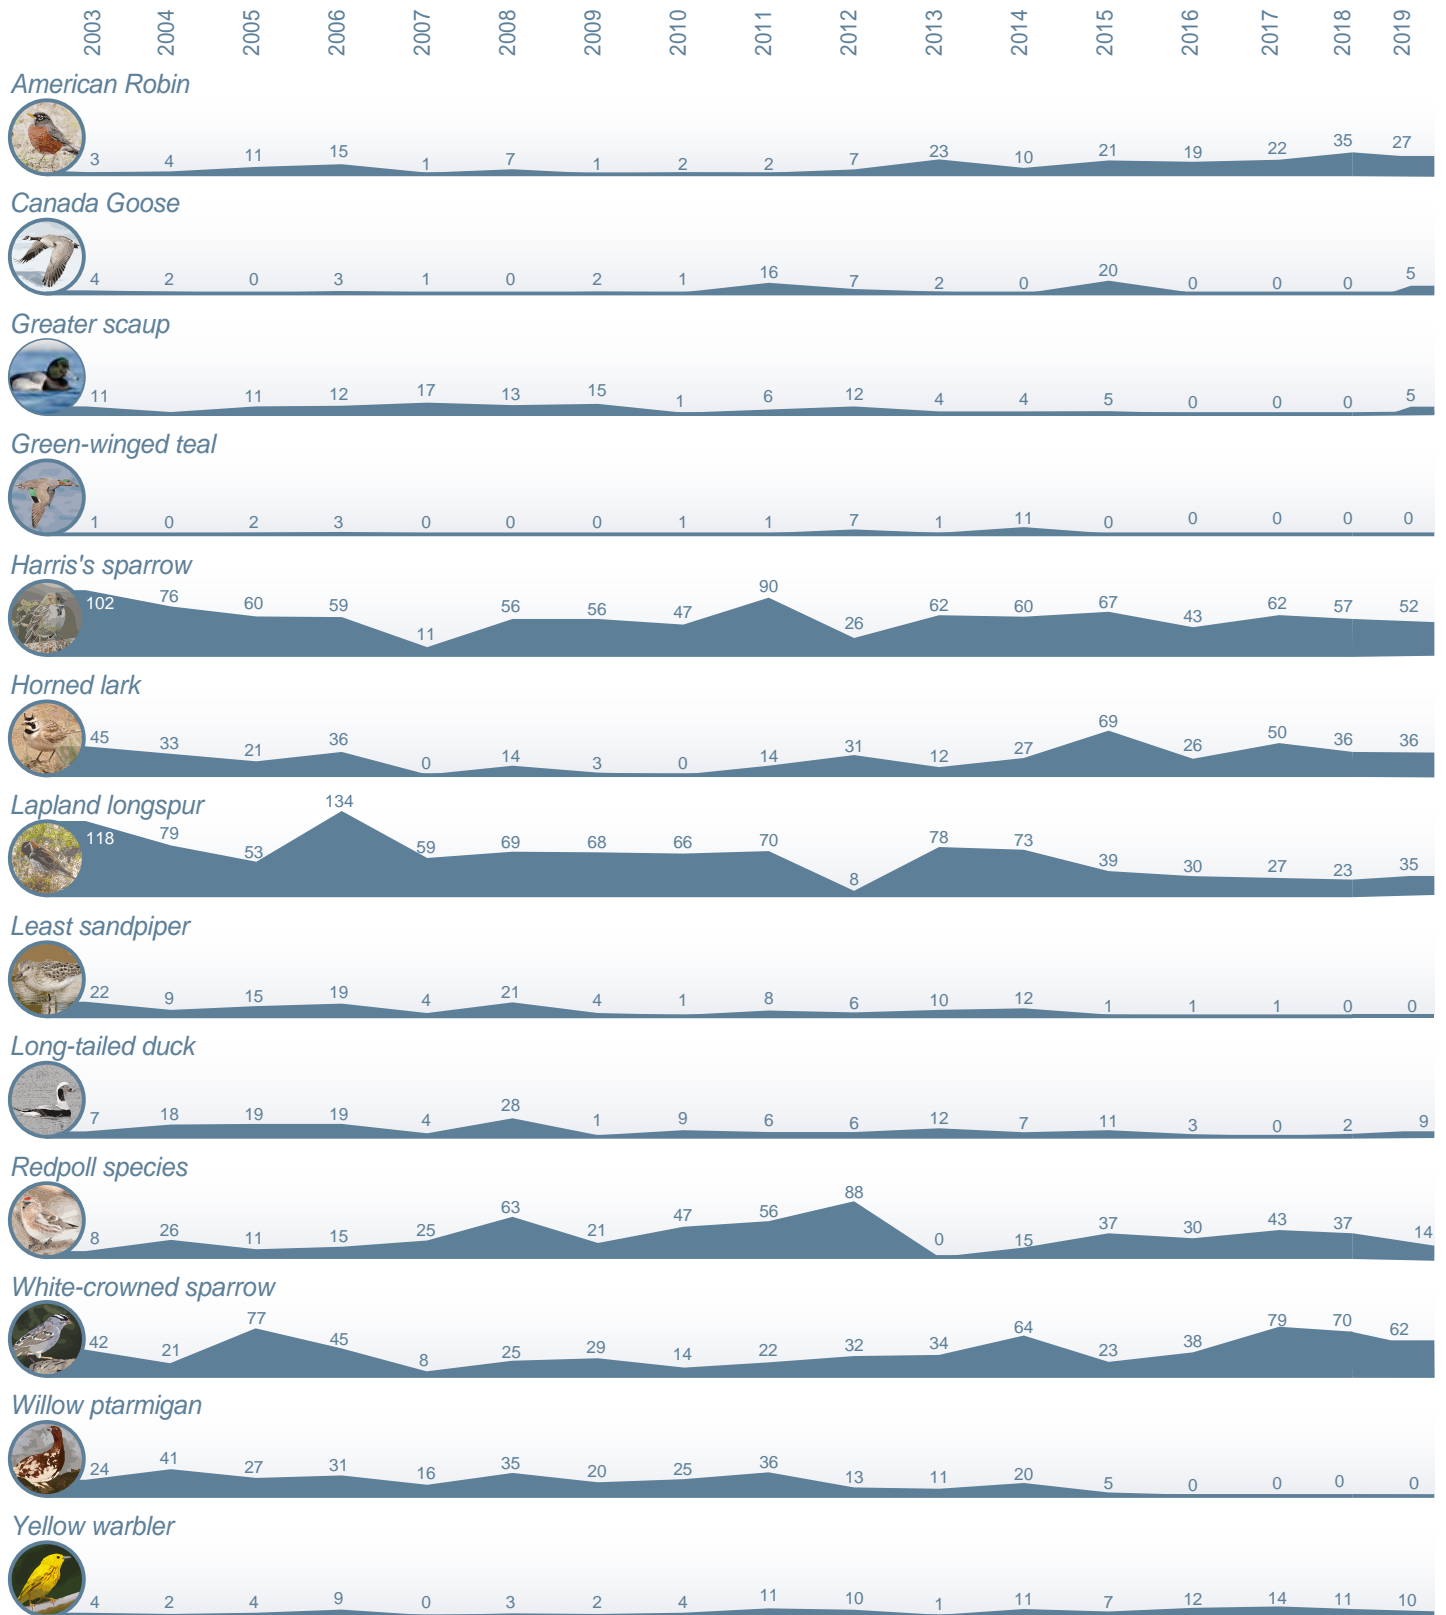 2003 2004 2005 2006 2007 2008 2009 2010 2011 2012 2013 2014 2015 2016 2017 2018 2019
American Robin
3 4 11 15 1 7 1 2 2 7 23 10 21 19 22 35 27
Canada Goose
4 2 0 3 1 0 2 1 16 7 2 0 20 0 0 0 5
Greater scaup
11 11 12 17 13 15 1 6 12 4 4 5 0 0 0 5
Green-winged teal
1 0 2 3 0 0 0 1 1 7 1 11 0 0 0 0 0
Harris's sparrow
102 76 60 59 11 56 56 47 90 26 62 60 67 43 62 57 52
Horned lark
45 33 21 36 0 14 3 0 14 31 12 27 69 26 50 36 36
Lapland longspur
118 79 53 134 59 69 68 66 70 8 78 73 39 30 27 23 35
Least sandpiper
22 9 15 19 4 21 4 1 8 6 10 12 1 1 1 0 0
Long-tailed duck
7 18 19 19 4 28 1 9 6 6 12 7 11 3 0 2 9
Redpoll species
8 26 11 15 25 63 21 47 56 88 0 15 37 30 43 37 14
White-crowned sparrow
42 21 77 45 8 25 29 14 22 32 34 64 23 38 79 70 62
Willow ptarmigan
24 41 27 31 16 35 20 25 36 13 11 20 5 0 0 0 0
Yellow warbler
4 2 4 9 0 3 2 4 11 10 1 11 7 12 14 11 10